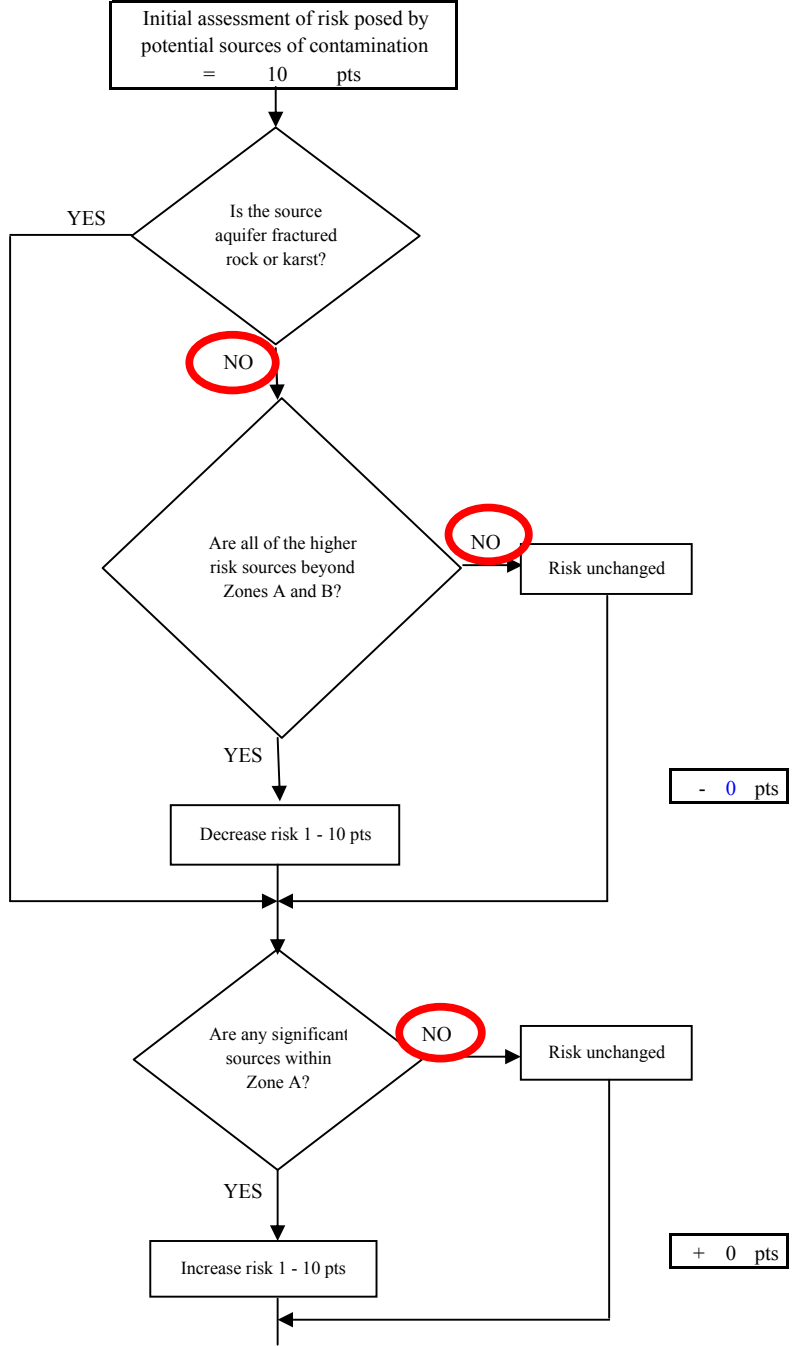 Initial assessment of risk posed by
potential sources of contamination
= 10 pts
YES
Is the source
aquifer fractured
rock or karst?
NO
Are all of the higher
risk sources beyond
Zones A and B?
NO
Risk unchanged
YES
- 0 pts
Decrease risk 1 - 10 pts
Are any significant
sources within
Zone A?
NO
Risk unchanged
YES
+ 0 pts
Increase risk 1 - 10 pts